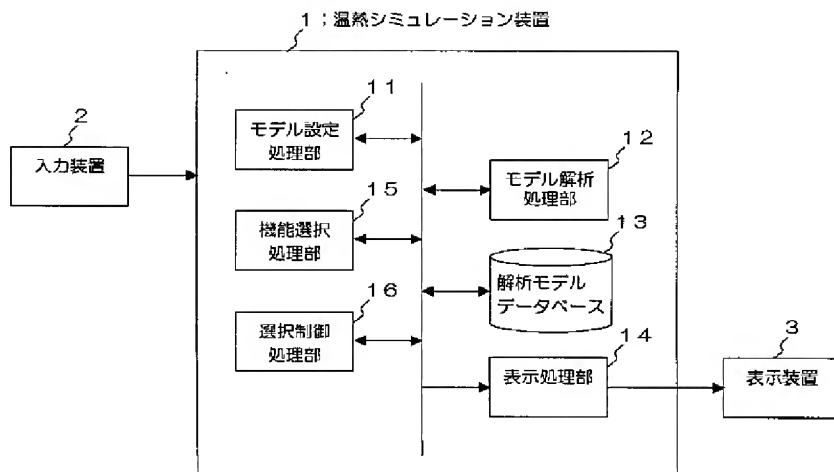 1；温熱シミュレーション装置
2
入力装置
11
モデル設定
処理部
12
モデル解析
処理部
15
機能選択
処理部
13
解析モデル
データベース
16
選択制御
処理部
14
表示処理部
3
表示装置